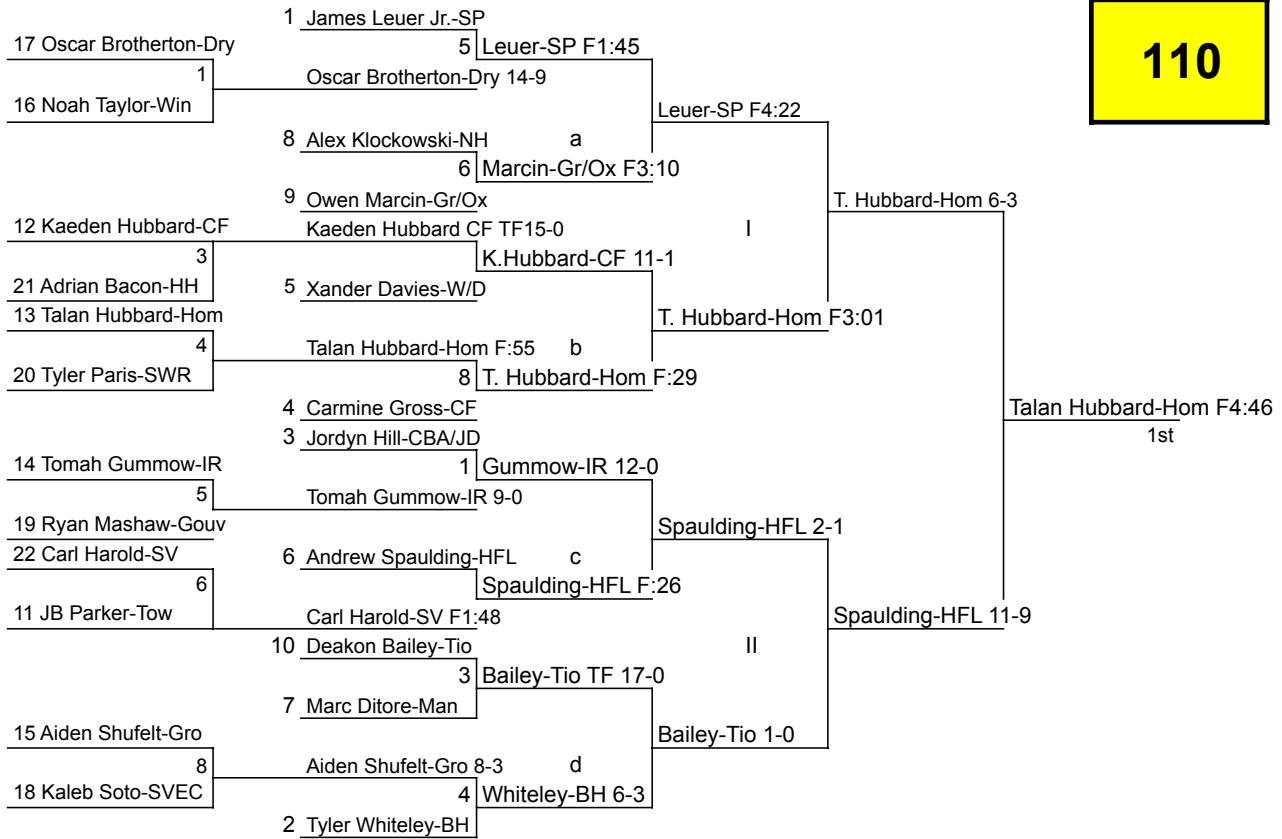 110
1 James Leuer Jr.-SP
17 Oscar Brotherton-Dry
5 Leuer-SP F1:45
1
Oscar Brotherton-Dry 14-9
16 Noah Taylor-Win
Leuer-SP F4:22
8 Alex Klockowski-NH
a
6 Marcin-Gr/Ox F3:10
9 Owen Marcin-Gr/Ox
T. Hubbard-Hom 6-3
12 Kaeden Hubbard-CF
Kaeden Hubbard CF TF15-0
I
3
K.Hubbard-CF 11-1
21 Adrian Bacon-HH
5 Xander Davies-W/D
13 Talan Hubbard-Hom
T. Hubbard-Hom F3:01
4
Talan Hubbard-Hom F:55
b
20 Tyler Paris-SWR
8 T. Hubbard-Hom F:29
4 Carmine Gross-CF
Talan Hubbard-Hom F4:46
1st
3 Jordyn Hill-CBA/JD
14 Tomah Gummow-IR
1 Gummow-IR 12-0
5
Tomah Gummow-IR 9-0
19 Ryan Mashaw-Gouv
Spaulding-HFL 2-1
22 Carl Harold-SV
6 Andrew Spaulding-HFL
c
6
Spaulding-HFL F:26
11 JB Parker-Tow
Carl Harold-SV F1:48
Spaulding-HFL 11-9
10 Deakon Bailey-Tio
II
3 Bailey-Tio TF 17-0
7 Marc Ditore-Man
15 Aiden Shufelt-Gro
Bailey-Tio 1-0
8
Aiden Shufelt-Gro 8-3
d
18 Kaleb Soto-SVEC
4 Whiteley-BH 6-3
2 Tyler Whiteley-BH